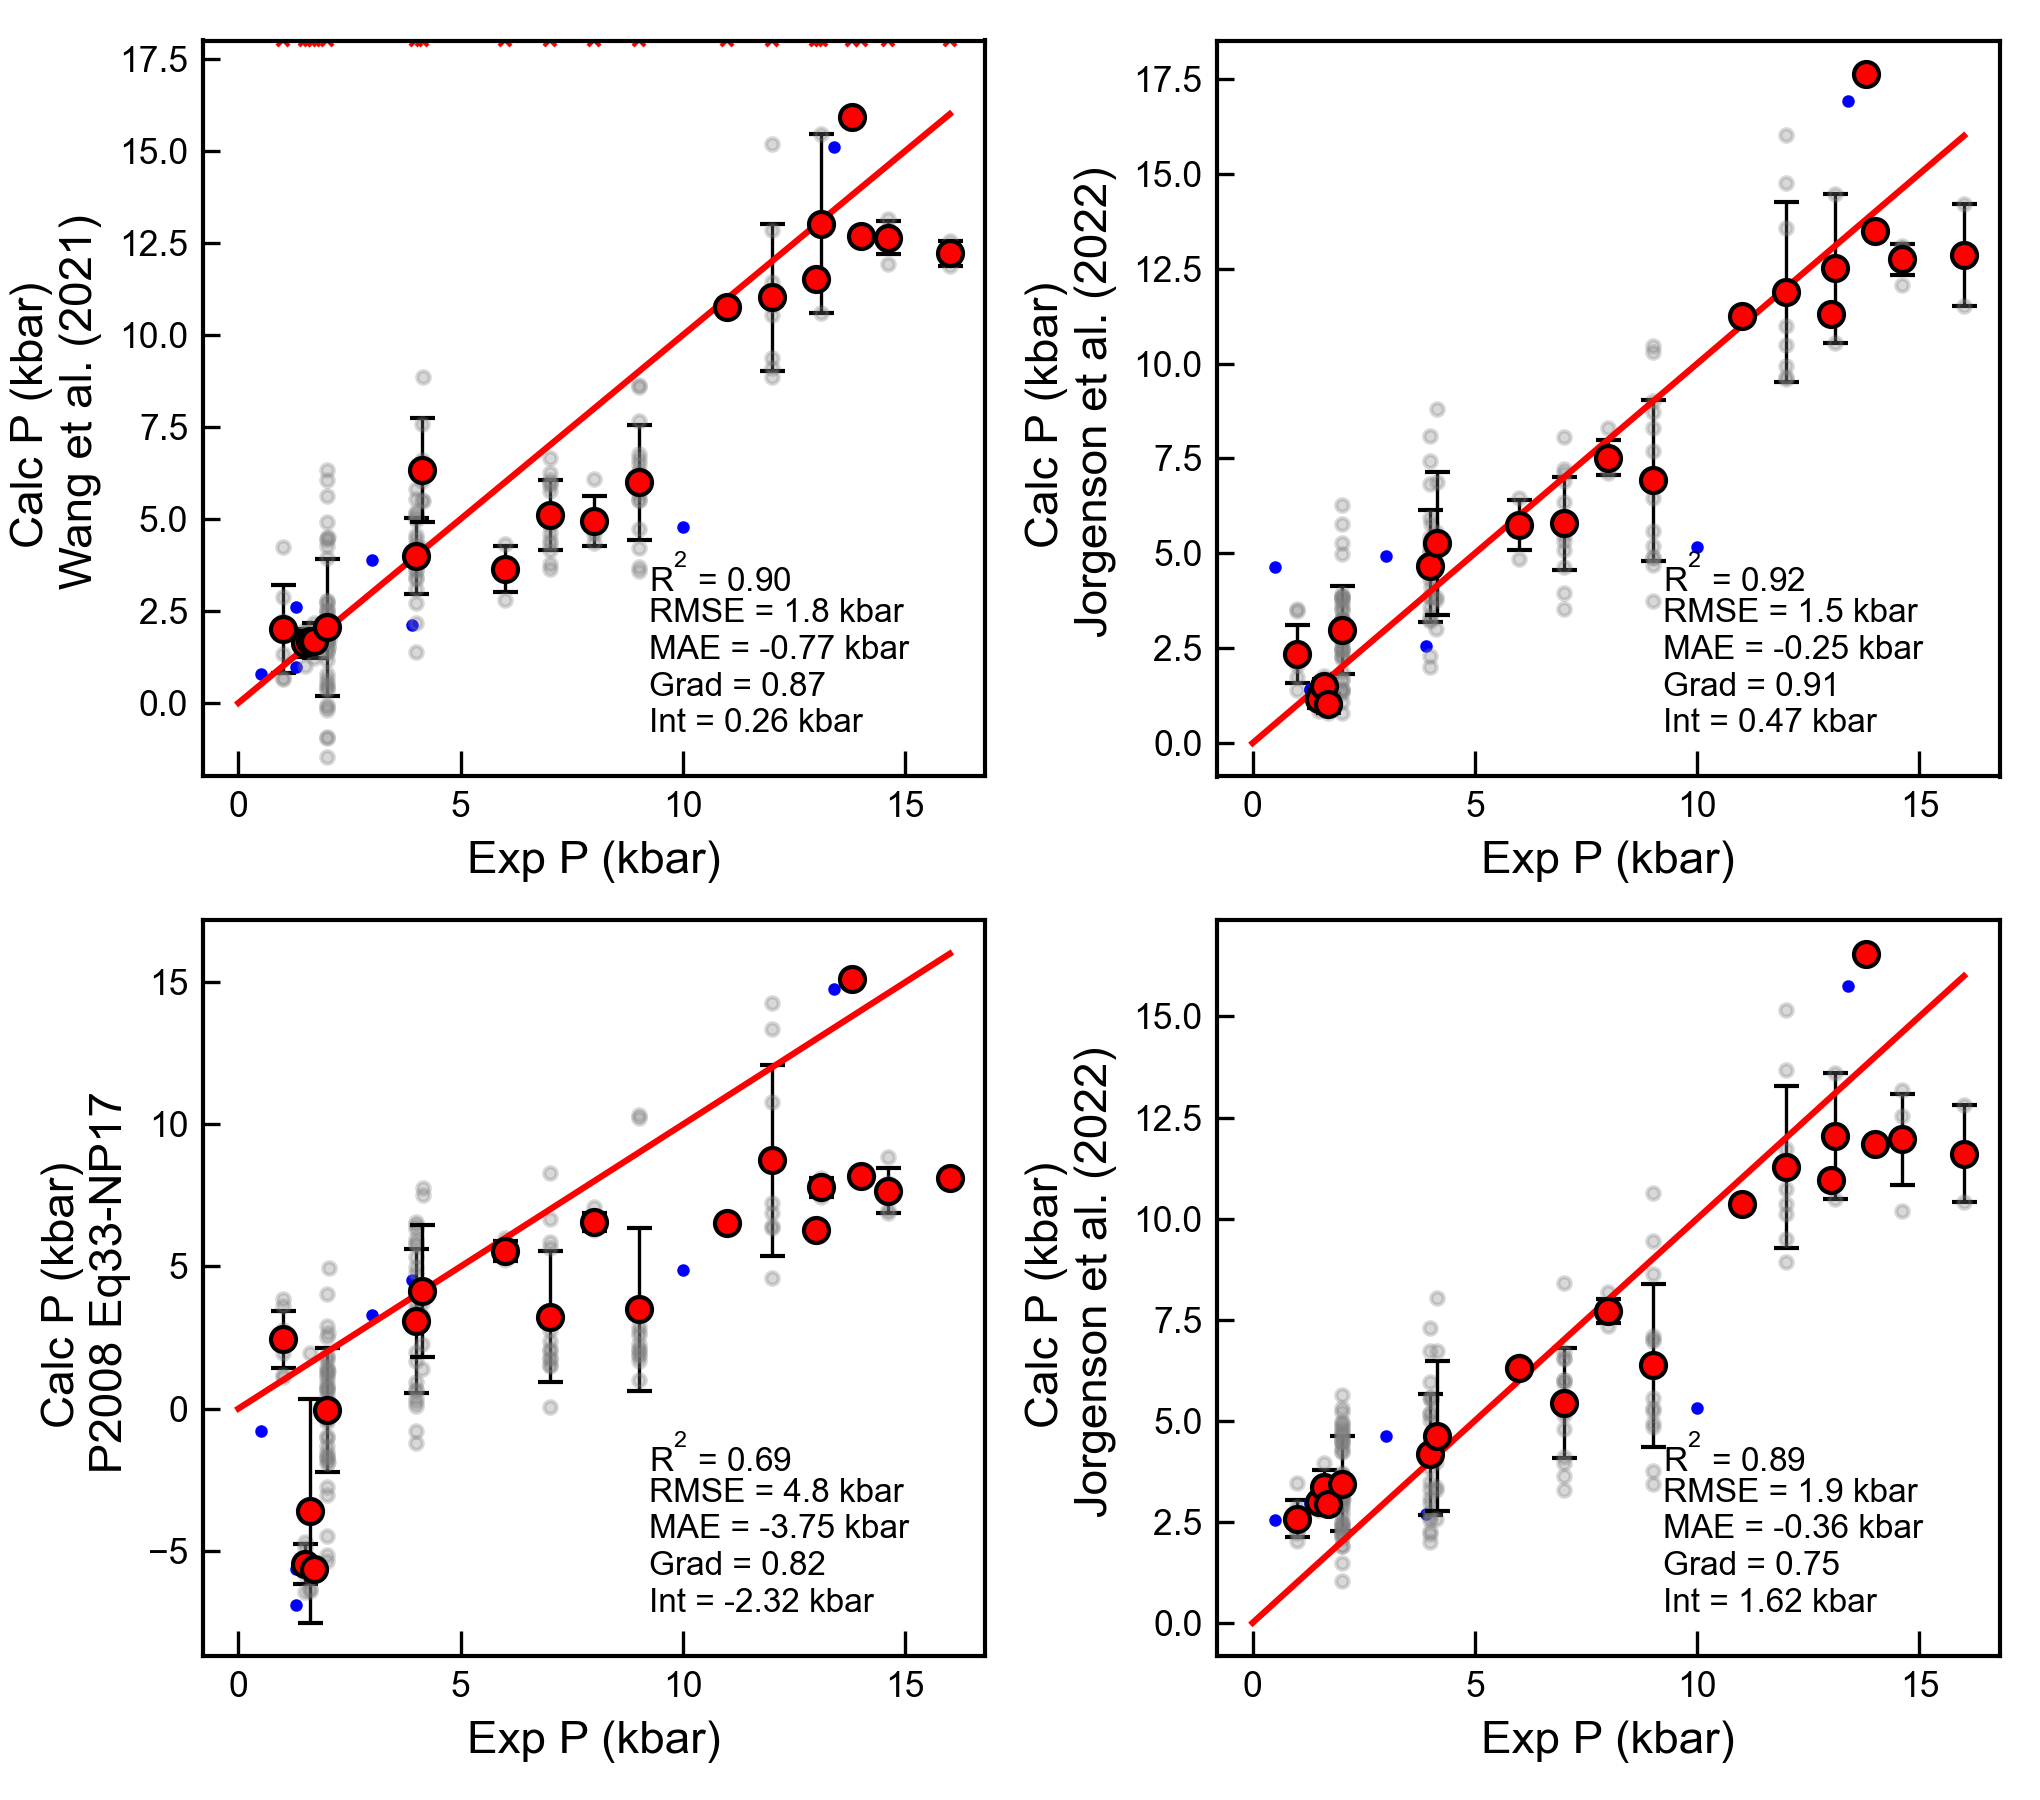 17.5
15.0
12.5
10.0
7.5
5.0
2.5
0.0
Calc P (kbar)
Wang et al. (2021)
R2 = 0.90
RMSE = 1.8 kbar
MAE = -0.77 kbar
Grad = 0.87
Int = 0.26 kbar
0 5 10 15
Exp P (kbar)
17.5
15.0
12.5
10.0
7.5
5.0
2.5
0.0
Calc P (kbar)
Jorgenson et al. (2022)
R2 = 0.92
RMSE = 1.5 kbar
MAE = -0.25 kbar
Grad = 0.91
Int = 0.47 kbar
0 5 10 15
Exp P (kbar)
15
10
5
0
−5
Calc P (kbar)
P2008 Eq33-NP17
R2 = 0.69
RMSE = 4.8 kbar
MAE = -3.75 kbar
Grad = 0.82
Int = -2.32 kbar
0 5 10 15
Exp P (kbar)
15.0
12.5
10.0
7.5
5.0
2.5
0.0
Calc P (kbar)
Jorgenson et al. (2022)
R2 = 0.89
RMSE = 1.9 kbar
MAE = -0.36 kbar
Grad = 0.75
Int = 1.62 kbar
0 5 10 15
Exp P (kbar)